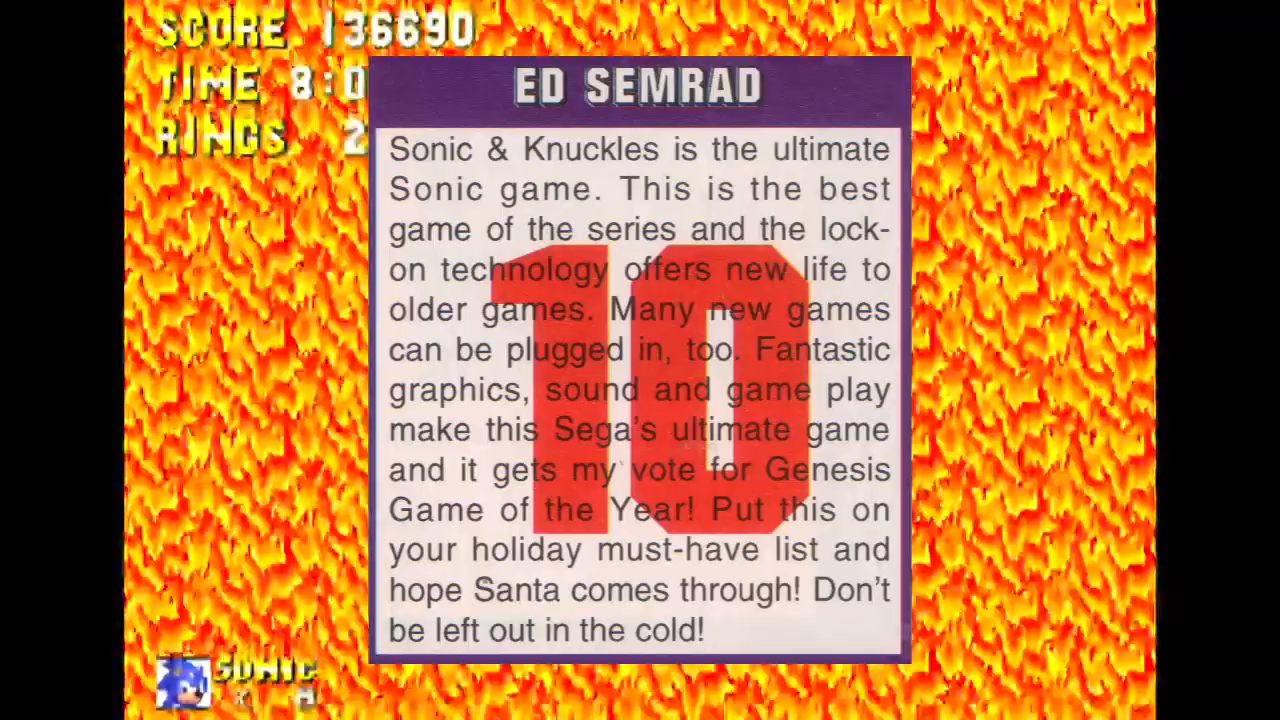 SCORE 136690
TIME 8:0
RINGS 2
ED SEMRAD
Sonic & Knuckles is the ultimate
Sonic game. This is the best
game of the series and the lock-
on technology offers new life to
older games. Many new games
can be plugged in, too. Fantastic
graphics, sound and game play
make this Sega's ultimate game
and it gets my vote for Genesis
Game of the Year! Put this on
your holiday must-have list and
hope Santa comes through! Don't
be left out in the cold!
10
SONIC